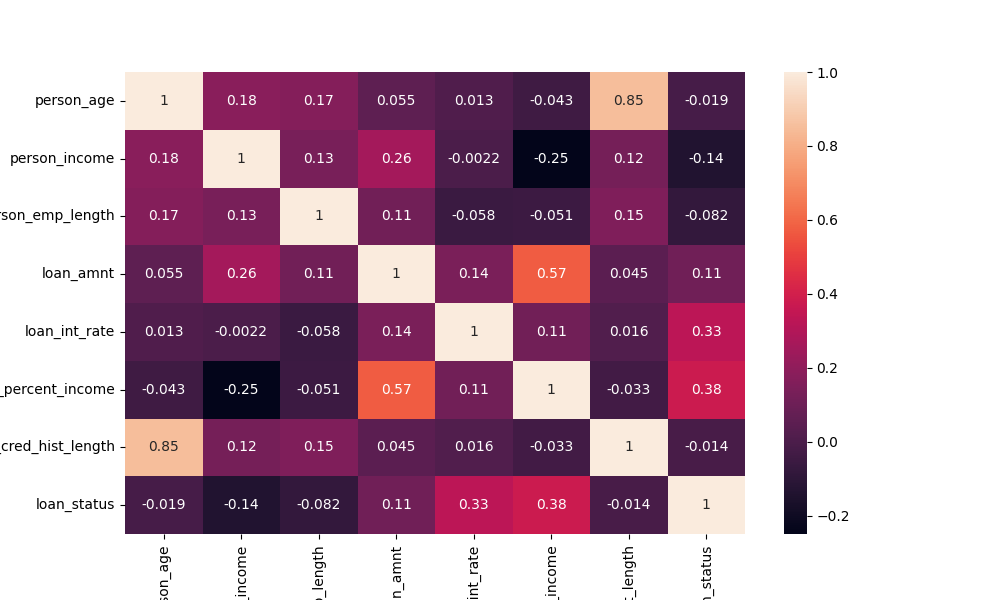 person_age 1 0.18 0.17 0.055 0.013 -0.043 0.85 -0.019
person_income 0.18 1 0.13 0.26 -0.0022 -0.25 0.12 -0.14
rson_emp_length 0.17 0.13 1 0.11 -0.058 -0.051 0.15 -0.082
loan_amnt 0.055 0.26 0.11 1 0.14 0.57 0.045 0.11
loan_int_rate 0.013 -0.0022 -0.058 0.14 1 0.11 0.016 0.33
_percent_income -0.043 -0.25 -0.051 0.57 0.11 1 -0.033 0.38
_cred_hist_length 0.85 0.12 0.15 0.045 0.016 -0.033 1 -0.014
loan_status -0.019 -0.14 -0.082 0.11 0.33 0.38 -0.014 1
son_age
_income
_length
n_amnt
int_rate
_income
t_length
n_status
1.0
0.8
0.6
0.4
0.2
0.0
−0.2